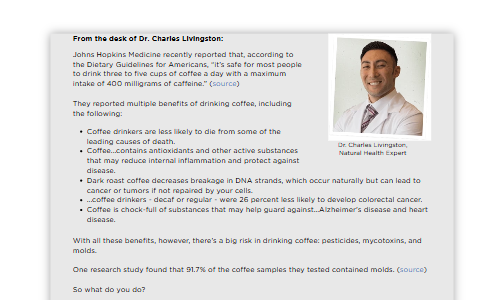 From the desk of Dr. Charles Livingston:
Johns Hopkins Medicine recently reported that, according to
the Dietary Guidelines for Americans, "it's safe for most people
to drink three to five cups of coffee a day with a maximum
intake of 400 milligrams of caffeine." (source)
They reported multiple benefits of drinking coffee, including
the following:
Dr. Charles Livingston,
Natural Health Expert
• Coffee drinkers are less likely to die from some of the
leading causes of death.
• Coffee...contains antioxidants and other active substances
that may reduce internal inflammation and protect against
disease.
• Dark roast coffee decreases breakage in DNA strands, which occur naturally but can lead to
cancer or tumors if not repaired by your cells.
• ...coffee drinkers - decaf or regular - were 26 percent less likely to develop colorectal cancer.
• Coffee is chock-full of substances that may help guard against...Alzheimer's disease and heart
disease.
With all these benefits, however, there's a big risk in drinking coffee: pesticides, mycotoxins, and
molds.
One research study found that 91.7% of the coffee samples they tested contained molds. (source)
So what do you do?